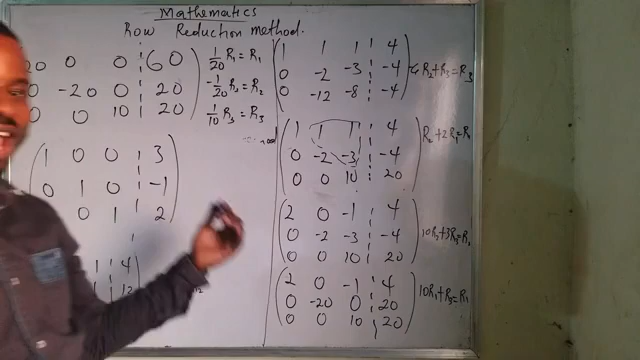 Mathematics
Row Reduction method.
20 0 0 60
0 -20 0 20
0 0 10 20
1/20 R1 = R1
-1/20 R2 = R2
1/10 R3 = R3
1 0 0 3
0 1 0 -1
0 1 2
1 4
12
1 1 1 4
0 -2 -3 -4
0 -12 -8 -4
R2 + R3 = R3
1 1 1 4
0 -2 -3 -4
0 0 10 20
R2 + 2R1 = R1
2 0 -1 4
0 -2 -3 -4
0 0 10 20
10R2 + 3R3 = R2
2 0 -1 4
0 -20 0 20
0 0 10 20
10R1 + R3 = R1